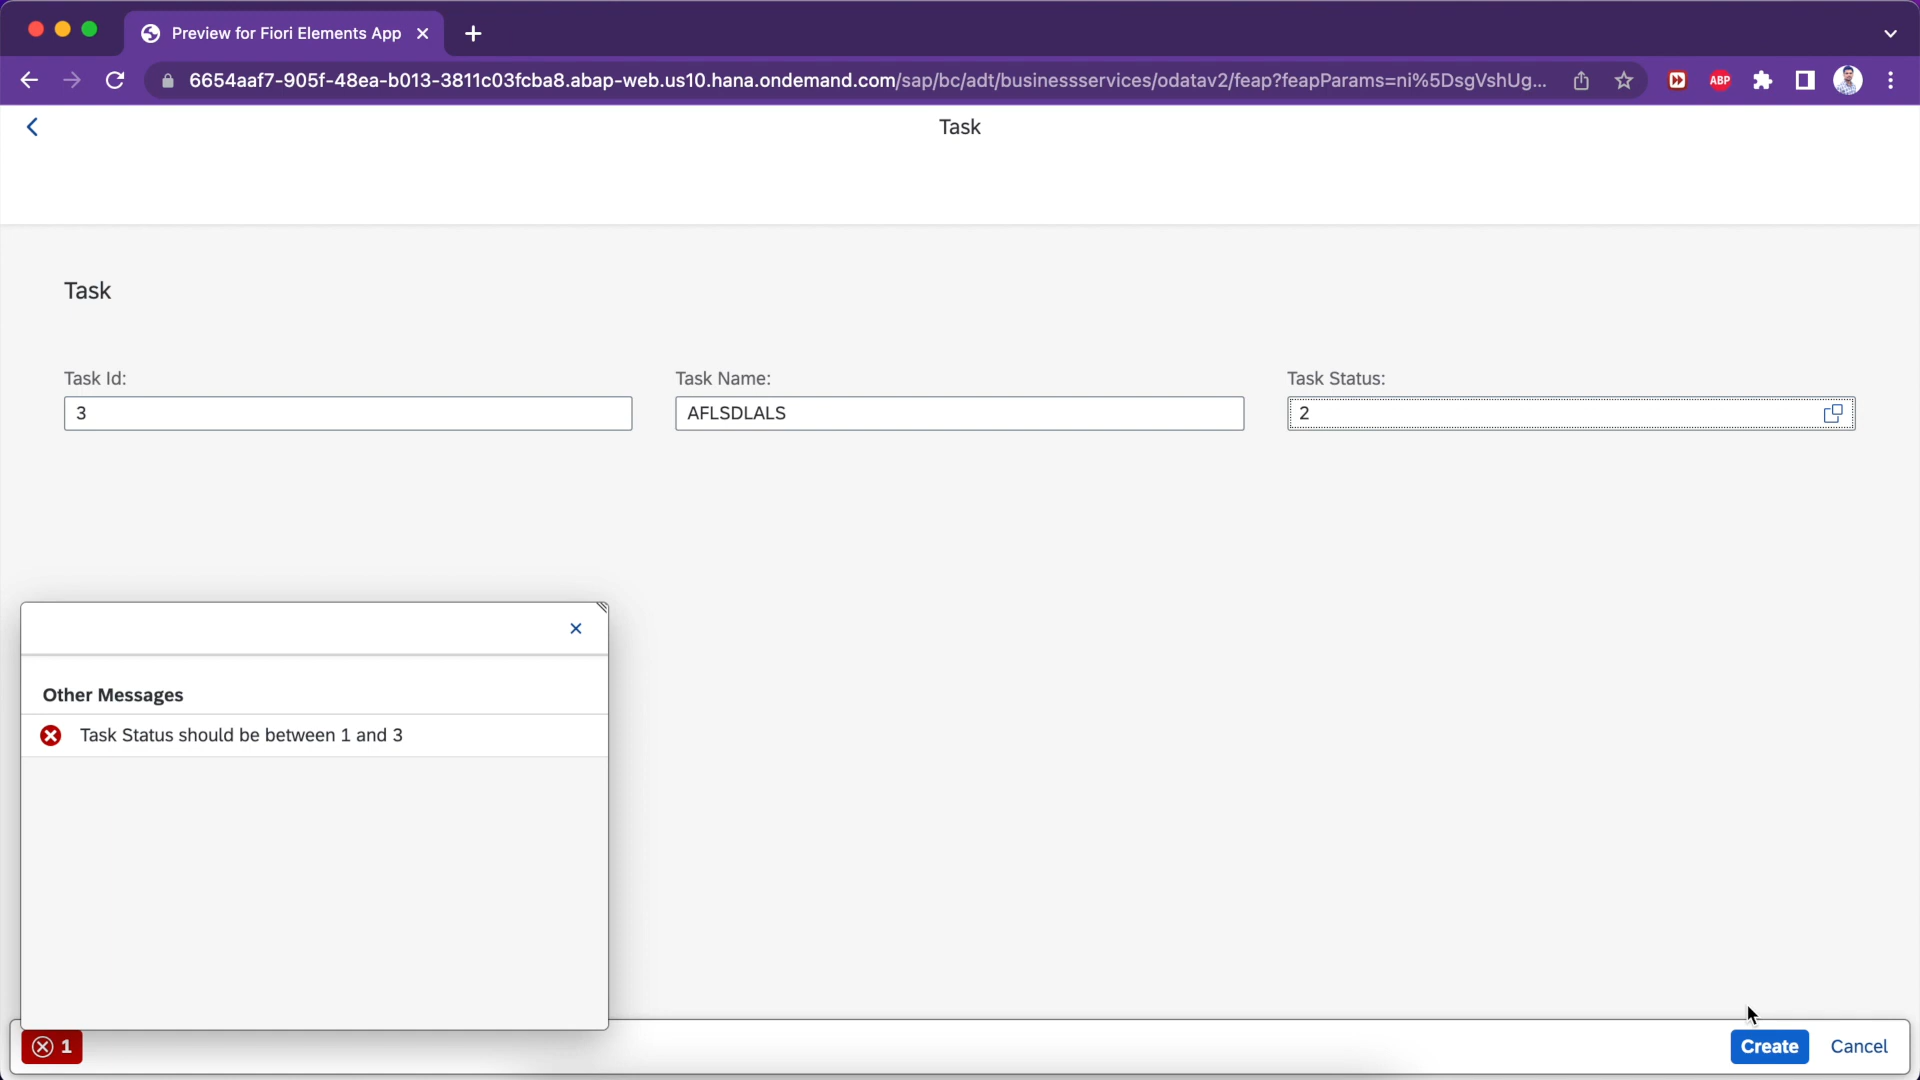 Preview for Fiori Elements App
6654aaf7-905f-48ea-b013-3811c03fcba8.abap-web.us10.hana.ondemand.com/sap/bc/adt/businessservices/odatav2/feap?feapParams=ni%5DsgVshUg...
ABP
Task
Task
Task Id:
3
Task Name:
AFLSDLALS
Task Status:
2
Other Messages
Task Status should be between 1 and 3
1
Create
Cancel